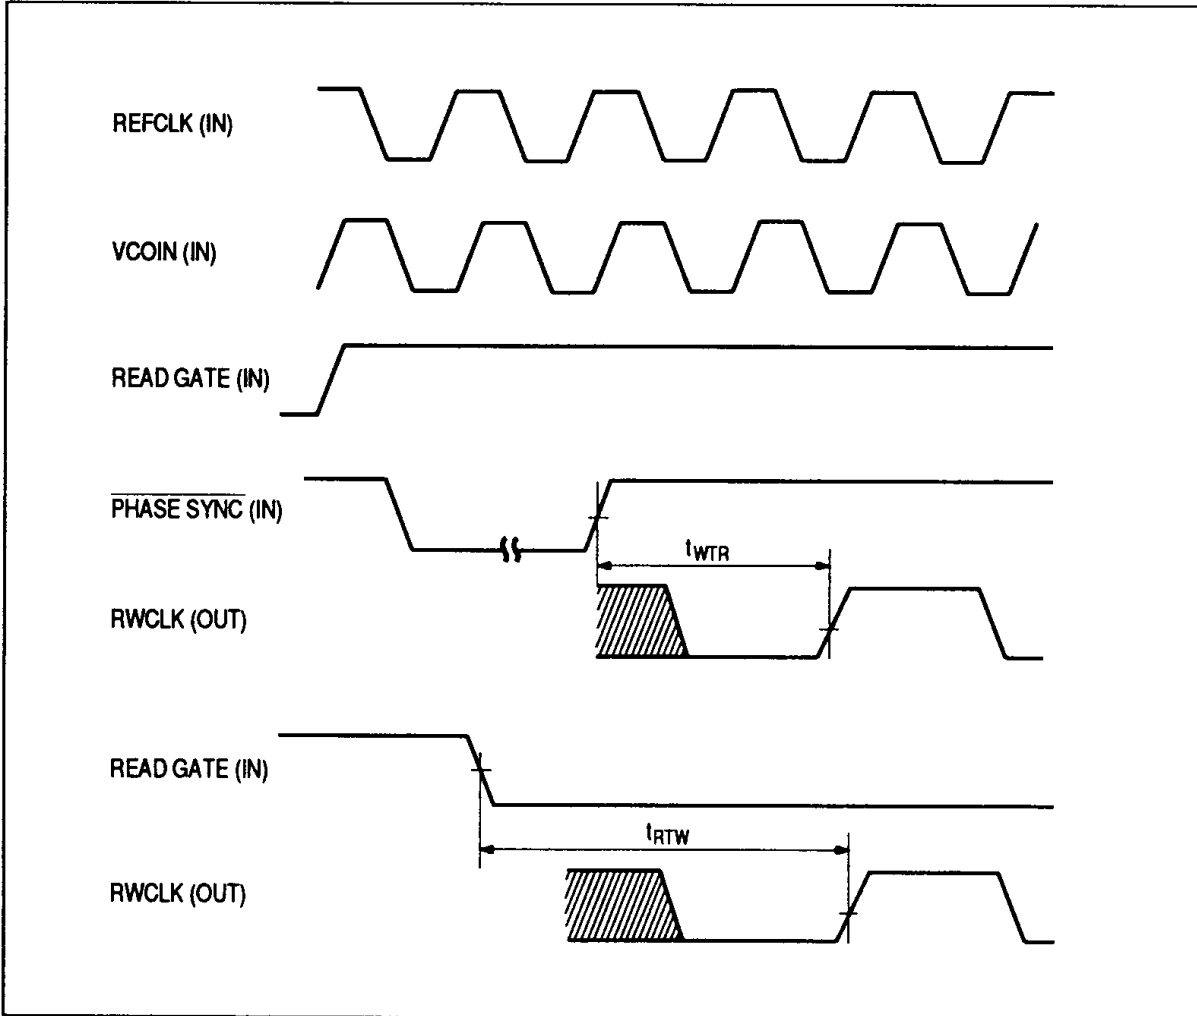 REFCLK (IN)
VCOIN (IN)
READ GATE (IN)
PHASE SYNC (IN)
tWTR
RWCLK (OUT)
READ GATE (IN)
tRTW
RWCLK (OUT)